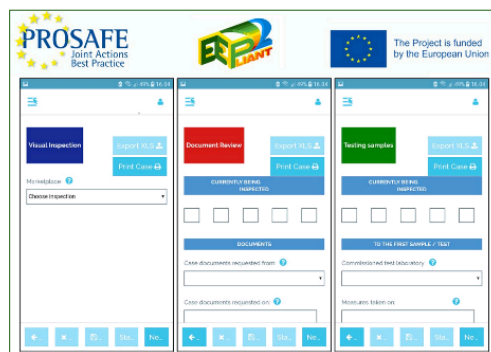 PROSAFE
Joint Actions
Best Practice
EEPLIANT
2
The Project is funded
by the European Union
Visual Inspection
Export XLS
Print Case
Marketplace
Choose Inspection
Document Review
Export XLS
Print Case
CURRENTLY BEING
INSPECTED
DOCUMENTS
Case documents requested from:
Case documents requested on:
Testing samples
Export XLS
Print Case
CURRENTLY BEING
INSPECTED
TO THE FIRST SAMPLE / TEST
Commissioned test laboratory
Measures taken on
Sta...
Ne...
Sta...
Ne...
Sta...
Ne...